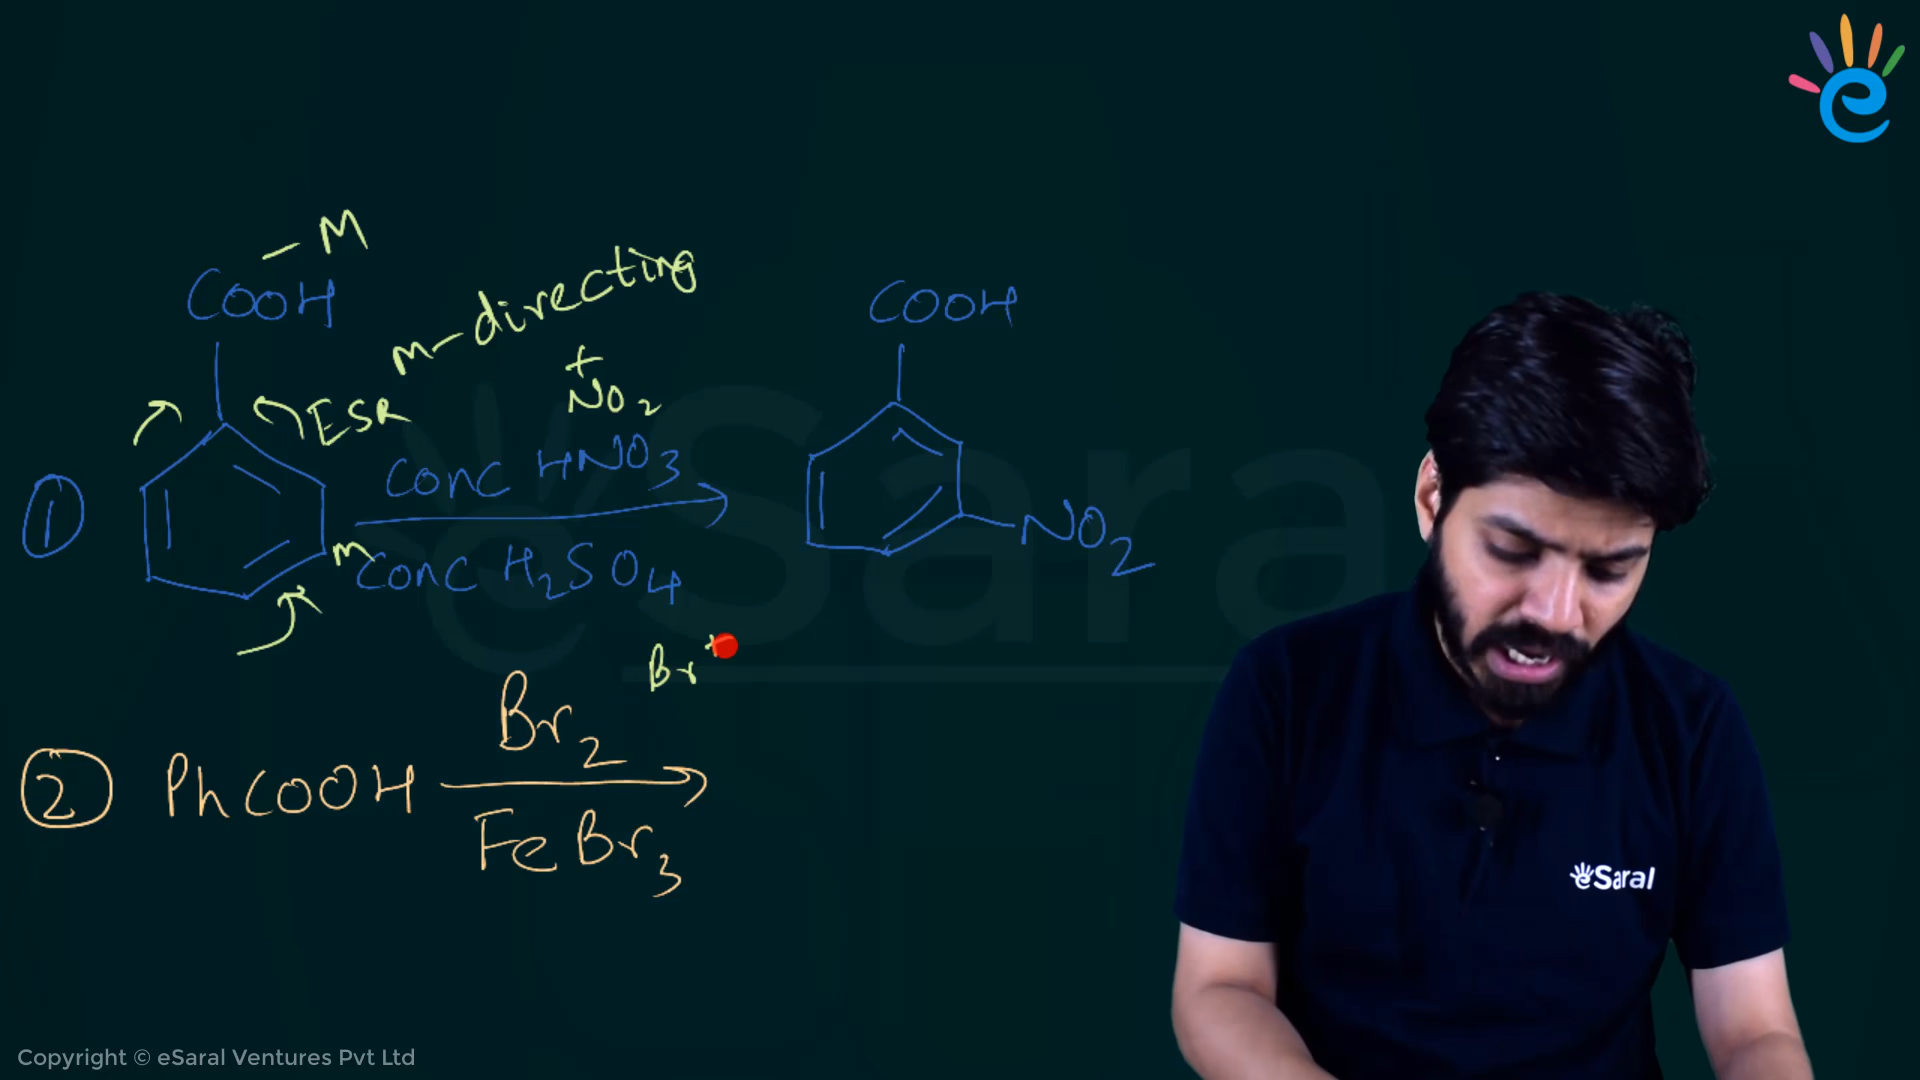 - M
COOH
m-directing
COOH
+
NO2
ESR
Conc HNO3
1
m
Conc H2SO4
NO2
Br+
Br2
2 PhCOOH
FeBr3
eSaral
eSaral
Copyright © eSaral Ventures Pvt Ltd